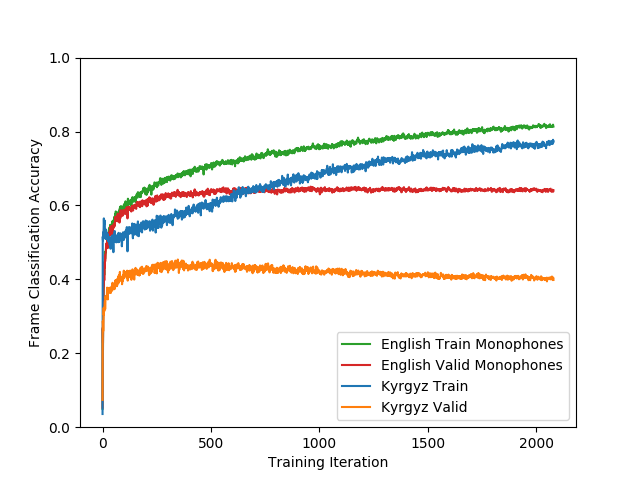 1.0
0.8
0.6
0.4
0.2
0.0
Frame Classification Accuracy
English Train Monophones
English Valid Monophones
Kyrgyz Train
Kyrgyz Valid
0 500 1000 1500 2000
Training Iteration